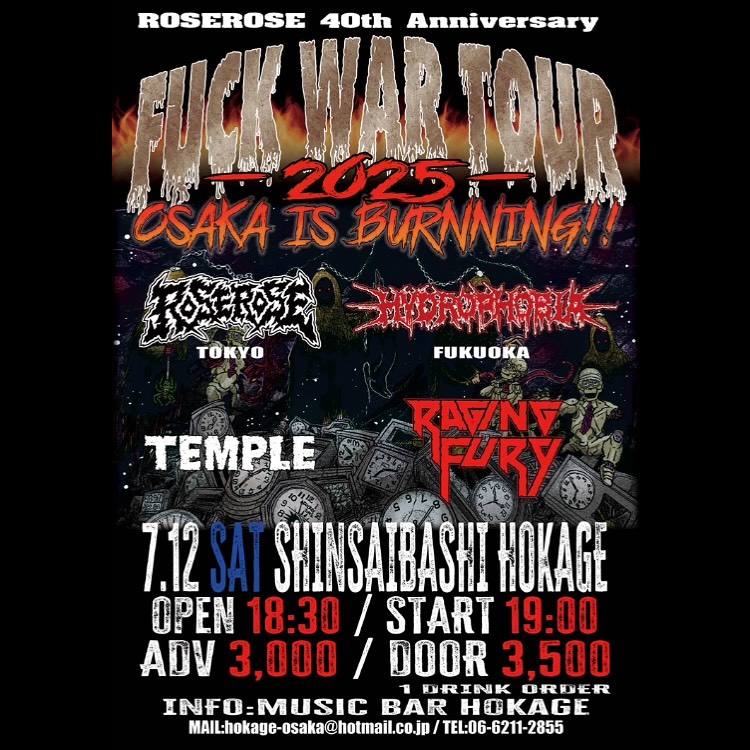 ROSEROSE 40th Anniversary
FUCK WAR TOUR
- 2025 -
OSAKA IS BURNNING!!
ROSEROSE HYDROPHOBIA
TOKYO FUKUOKA
TEMPLE RAGING FURY
7.12 SAT SHINSAIBASHI HOKAGE
OPEN 18:30 / START 19:00
ADV 3,000 / DOOR 3,500
1 DRINK ORDER
INFO:MUSIC BAR HOKAGE
MAIL:hokage-osaka@hotmail.co.jp / TEL:06-6211-2855